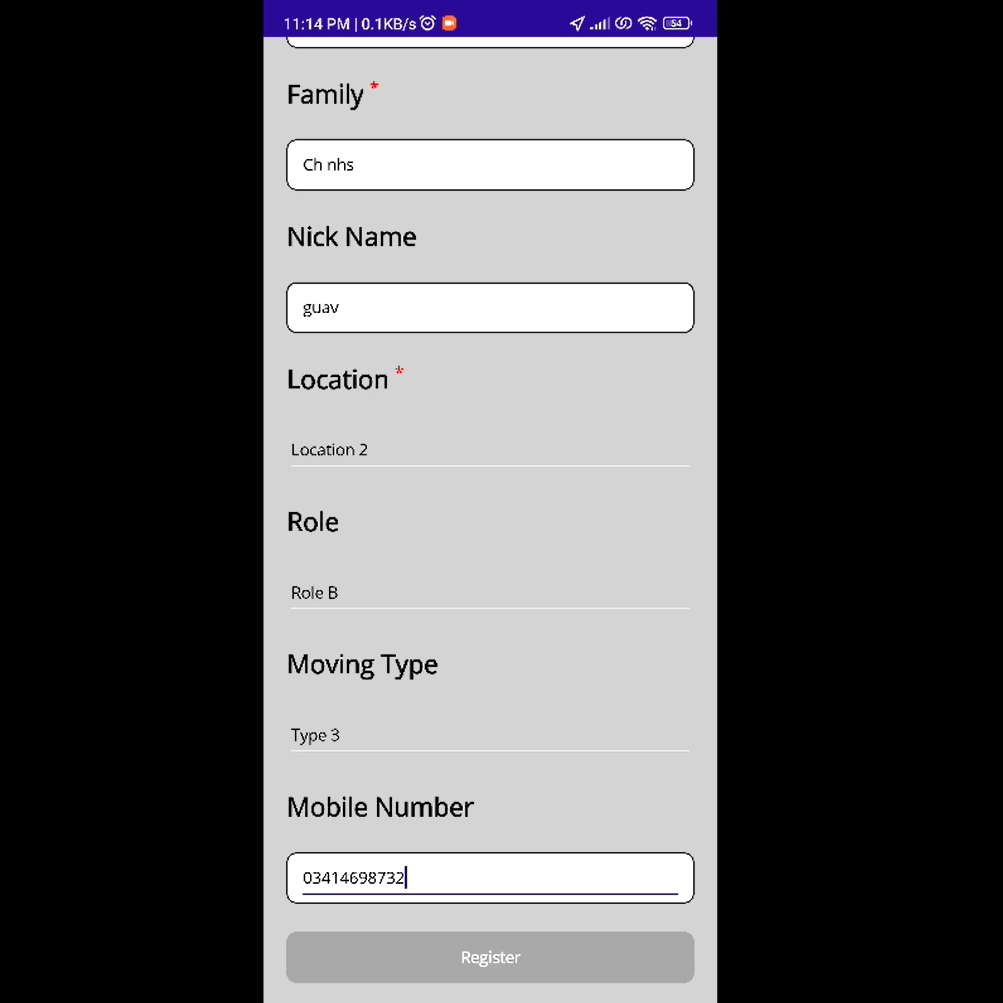 11:14 PM | 0.1KB/s 54
Family *
Ch nhs
Nick Name
guav
Location *
Location 2
Role
Role B
Moving Type
Type 3
Mobile Number
03414698732
Register